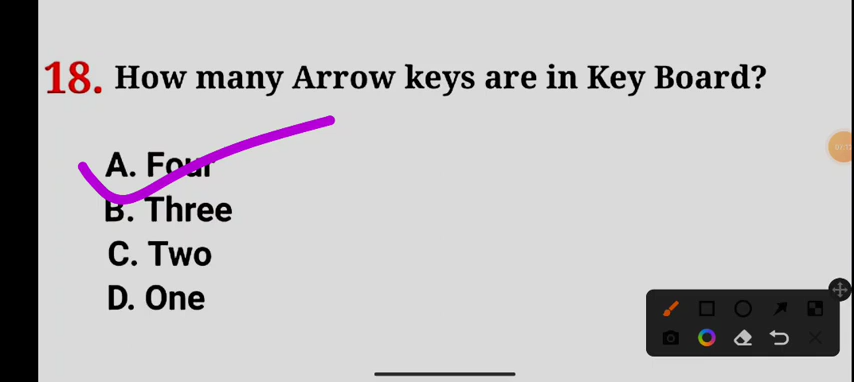 18. How many Arrow keys are in Key Board?
A. Four
B. Three
C. Two
D. One